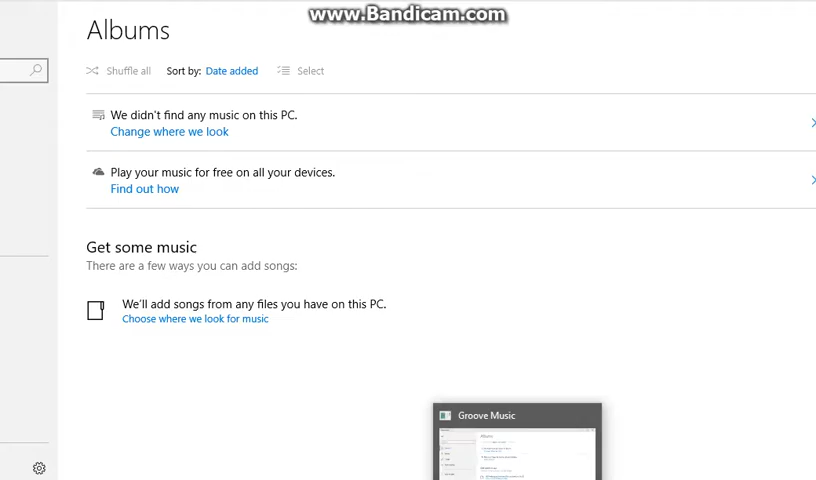 www.Bandicam.com
Albums
Shuffle all Sort by: Date added Select
We didn't find any music on this PC.
Change where we look
Play your music for free on all your devices.
Find out how
Get some music
There are a few ways you can add songs:
We'll add songs from any files you have on this PC.
Choose where we look for music
Groove Music
Albums